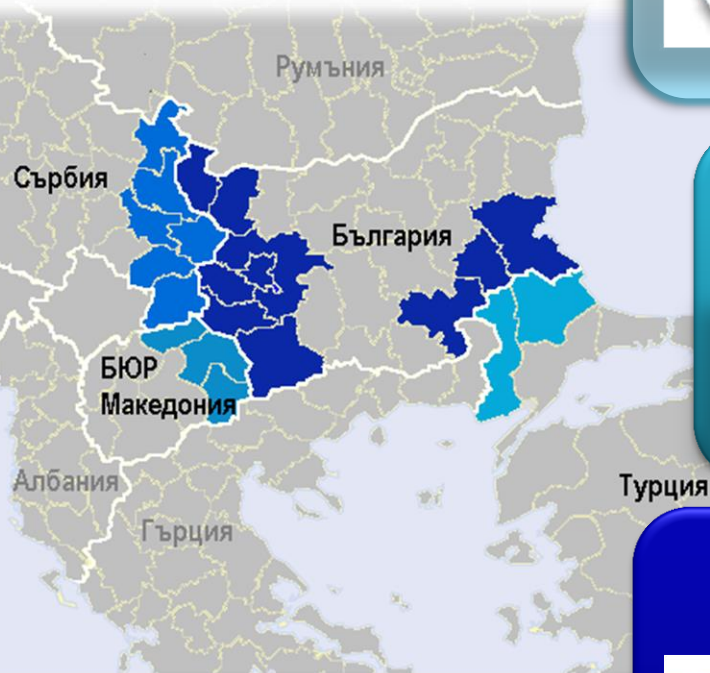 Румъния
Сърбия
България
БЮР
Македония
Албания
Турция
Гърция